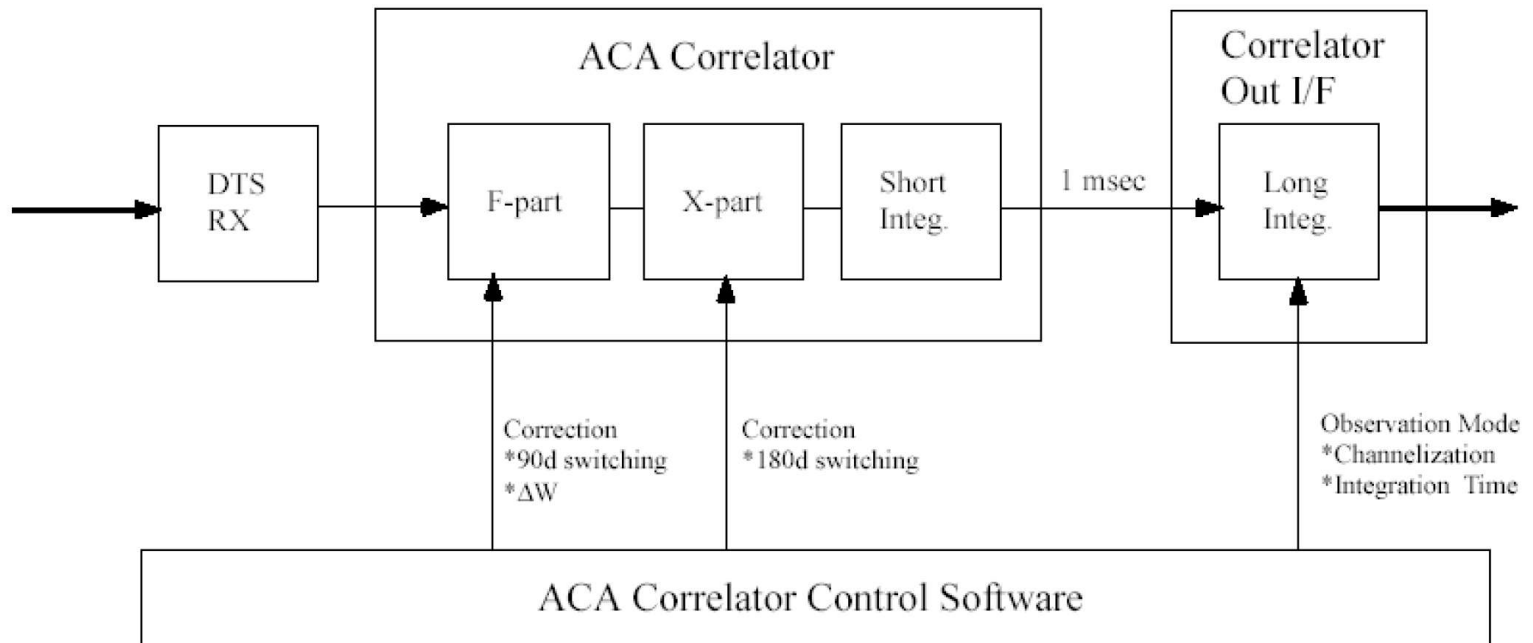 ACA Correlator
Correlator
Out I/F
DTS
RX
F-part
X-part
Short
Integ.
1 msec
Long
Integ.
Correction
*90d switching
*ΔW
Correction
*180d switching
Observation Mode
*Channelization
*Integration Time
ACA Correlator Control Software